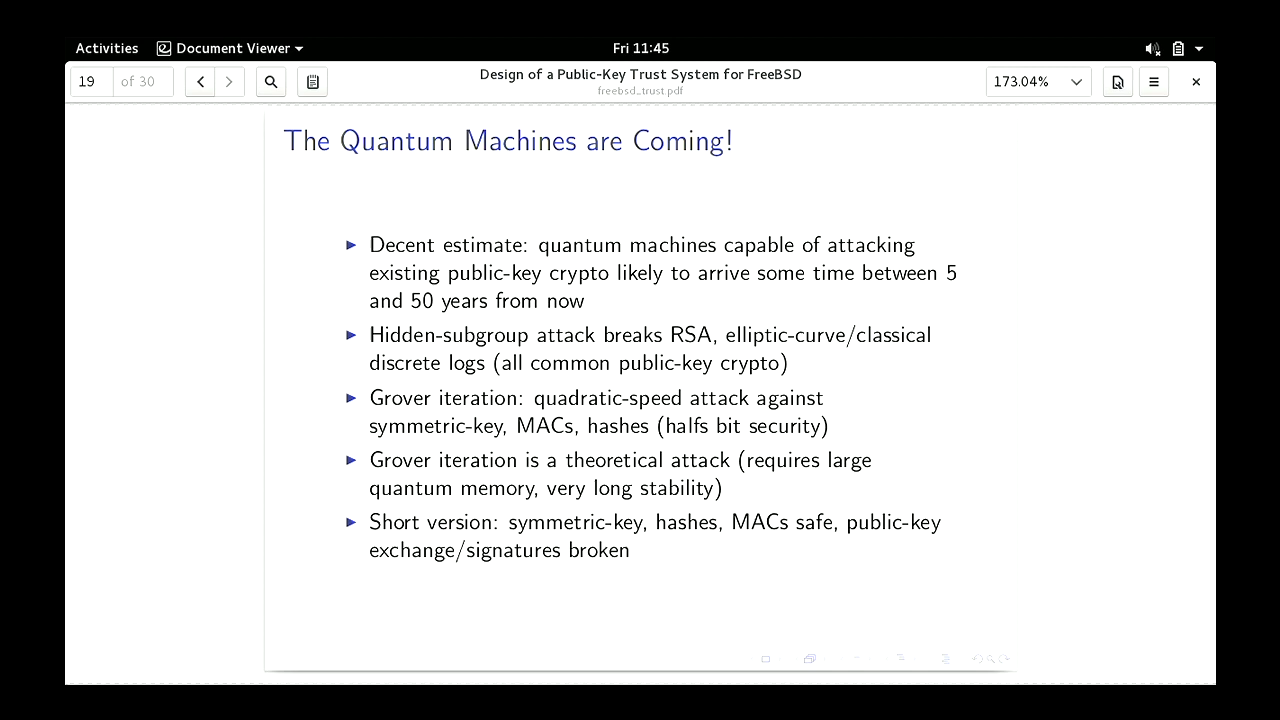 Activities Document Viewer Fri 11:45
19 of 30 Design of a Public-Key Trust System for FreeBSD 173.04%
freebsd_trust.pdf
The Quantum Machines are Coming!
Decent estimate: quantum machines capable of attacking
existing public-key crypto likely to arrive some time between 5
and 50 years from now
Hidden-subgroup attack breaks RSA, elliptic-curve/classical
discrete logs (all common public-key crypto)
Grover iteration: quadratic-speed attack against
symmetric-key, MACs, hashes (halfs bit security)
Grover iteration is a theoretical attack (requires large
quantum memory, very long stability)
Short version: symmetric-key, hashes, MACs safe, public-key
exchange/signatures broken